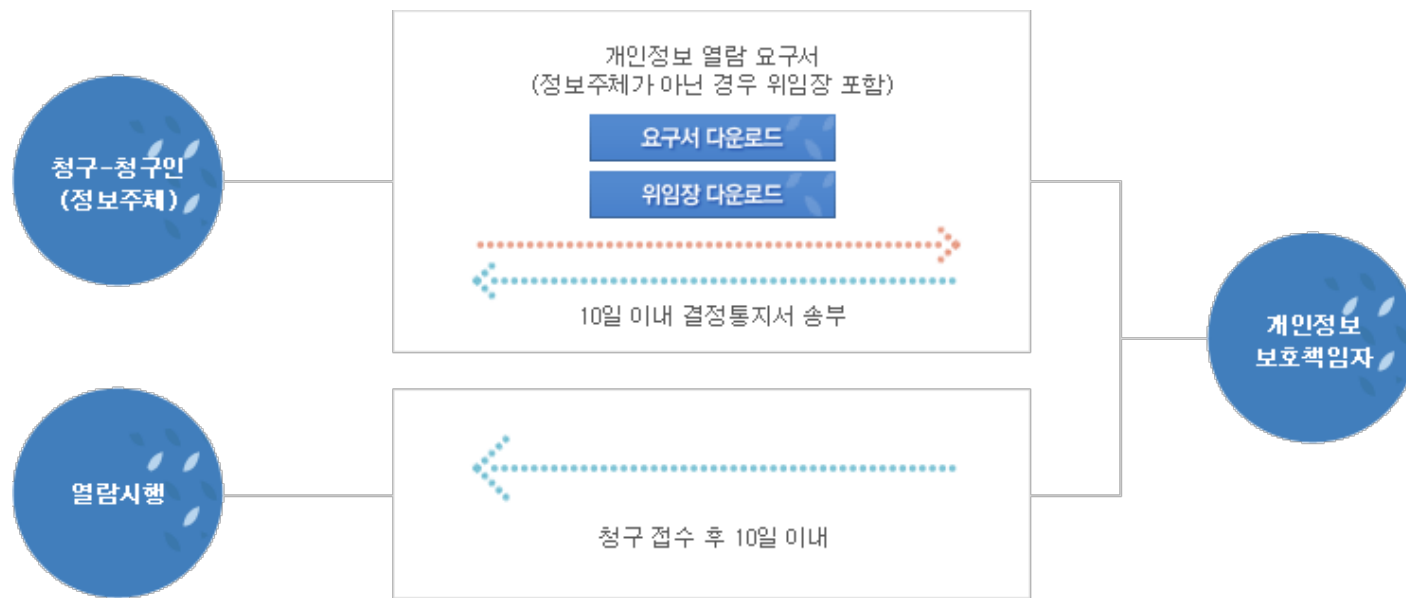 개인정보 열람 요구서
(정보주체가 아닌 경우 위임장 포함)
요구서 다운로드
위임장 다운로드
10일 이내 결정통지서 송부
청구-청구인
(정보주체)
개인정보
보호책임자
열람시행
청구 접수 후 10일 이내